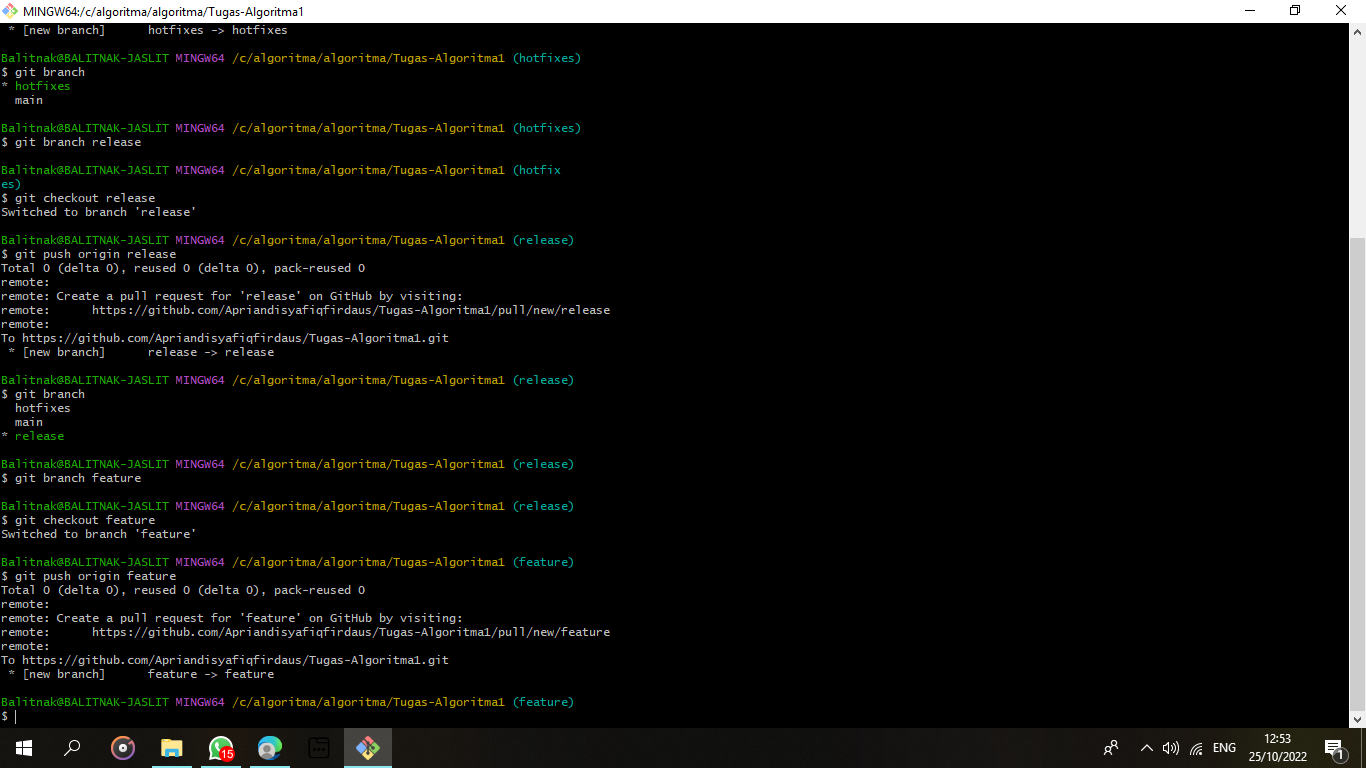 MINGW64:/c/algoritma/algoritma/Tugas-Algoritma1
 * [new branch]      hotfixes -> hotfixes
Balitnak@BALITNAK-JASLIT MINGW64 /c/algoritma/algoritma/Tugas-Algoritma1 (hotfixes)
$ git branch
* hotfixes
  main
Balitnak@BALITNAK-JASLIT MINGW64 /c/algoritma/algoritma/Tugas-Algoritma1 (hotfixes)
$ git branch release
Balitnak@BALITNAK-JASLIT MINGW64 /c/algoritma/algoritma/Tugas-Algoritma1 (hotfix
es)
$ git checkout release
Switched to branch 'release'
Balitnak@BALITNAK-JASLIT MINGW64 /c/algoritma/algoritma/Tugas-Algoritma1 (release)
$ git push origin release
Total 0 (delta 0), reused 0 (delta 0), pack-reused 0
remote:
remote: Create a pull request for 'release' on GitHub by visiting:
remote:      https://github.com/Apriandisyafiqfirdaus/Tugas-Algoritma1/pull/new/release
remote:
To https://github.com/Apriandisyafiqfirdaus/Tugas-Algoritma1.git
 * [new branch]      release -> release
Balitnak@BALITNAK-JASLIT MINGW64 /c/algoritma/algoritma/Tugas-Algoritma1 (release)
$ git branch
  hotfixes
  main
* release
Balitnak@BALITNAK-JASLIT MINGW64 /c/algoritma/algoritma/Tugas-Algoritma1 (release)
$ git branch feature
Balitnak@BALITNAK-JASLIT MINGW64 /c/algoritma/algoritma/Tugas-Algoritma1 (release)
$ git checkout feature
Switched to branch 'feature'
Balitnak@BALITNAK-JASLIT MINGW64 /c/algoritma/algoritma/Tugas-Algoritma1 (feature)
$ git push origin feature
Total 0 (delta 0), reused 0 (delta 0), pack-reused 0
remote:
remote: Create a pull request for 'feature' on GitHub by visiting:
remote:      https://github.com/Apriandisyafiqfirdaus/Tugas-Algoritma1/pull/new/feature
remote:
To https://github.com/Apriandisyafiqfirdaus/Tugas-Algoritma1.git
 * [new branch]      feature -> feature
Balitnak@BALITNAK-JASLIT MINGW64 /c/algoritma/algoritma/Tugas-Algoritma1 (feature)
$
15
ENG
12:53
25/10/2022
1